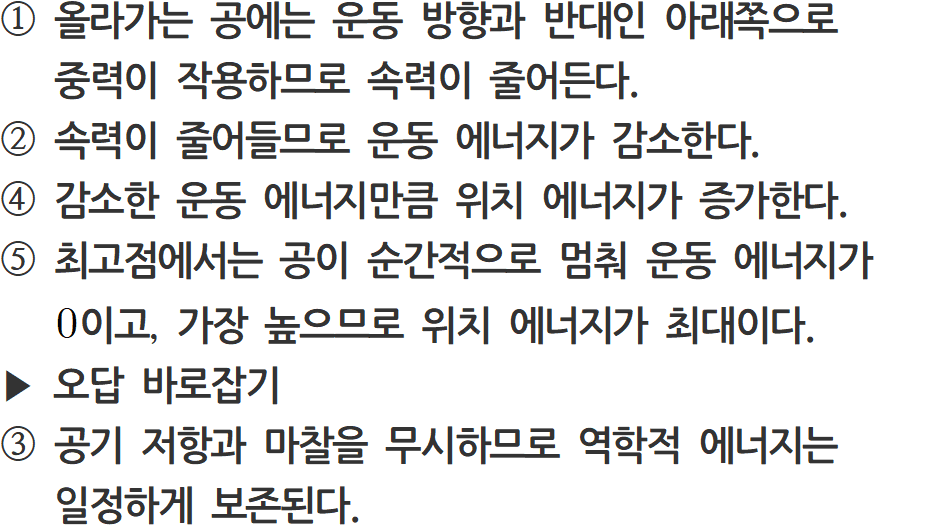 ① 올라가는 공에는 운동 방향과 반대인 아래쪽으로
중력이 작용하므로 속력이 줄어든다.
② 속력이 줄어들므로 운동 에너지가 감소한다.
④ 감소한 운동 에너지만큼 위치 에너지가 증가한다.
⑤ 최고점에서는 공이 순간적으로 멈춰 운동 에너지가
0이고, 가장 높으므로 위치 에너지가 최대이다.
▶ 오답 바로잡기
③ 공기 저항과 마찰을 무시하므로 역학적 에너지는
일정하게 보존된다.